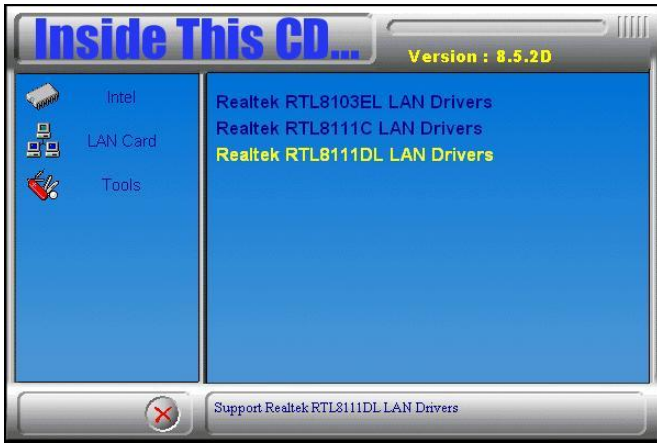 Inside This CD...
Version : 8.5.2D
Intel
LAN Card
Tools
Realtek RTL8103EL LAN Drivers
Realtek RTL8111C LAN Drivers
Realtek RTL8111DL LAN Drivers
Support Realtek RTL8111DL LAN Drivers